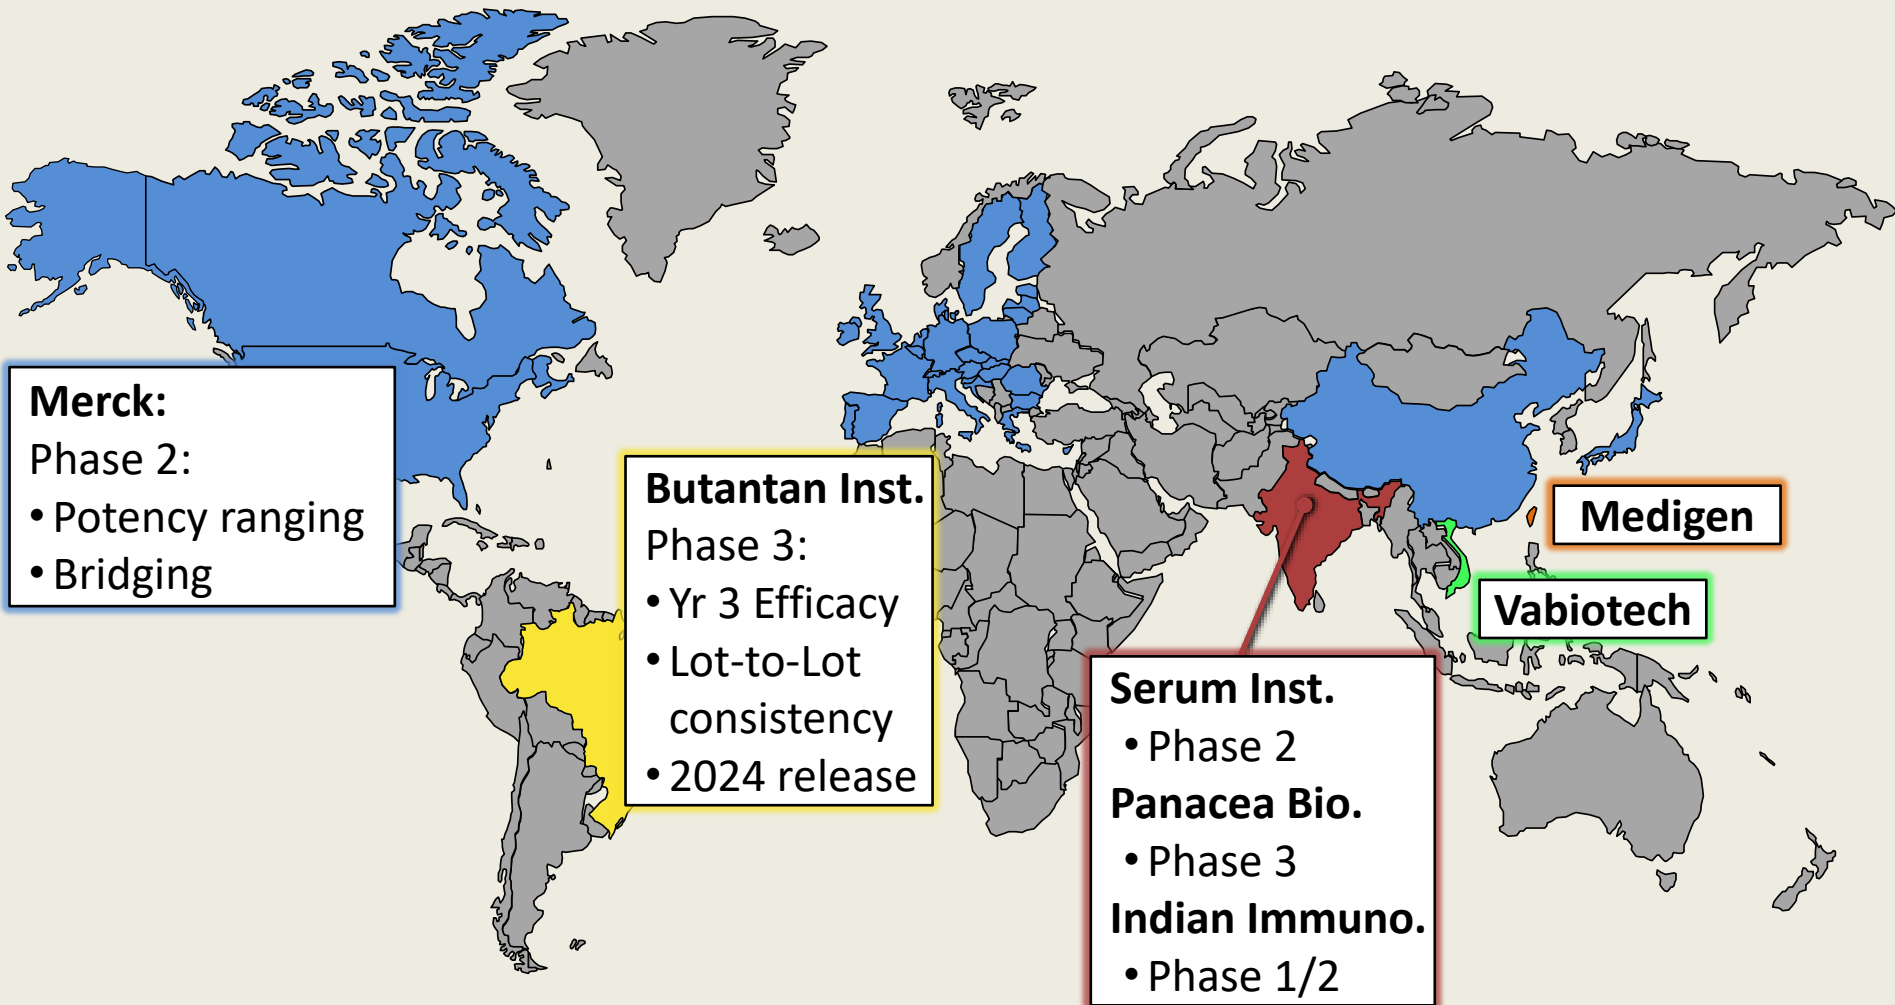 Merck:
Phase 2:
• Potency ranging
• Bridging
Butantan Inst.
Phase 3:
• Yr 3 Efficacy
• Lot-to-Lot
consistency
• 2024 release
Medigen
Vabiotech
Serum Inst.
• Phase 2
Panacea Bio.
• Phase 3
Indian Immuno.
• Phase 1/2